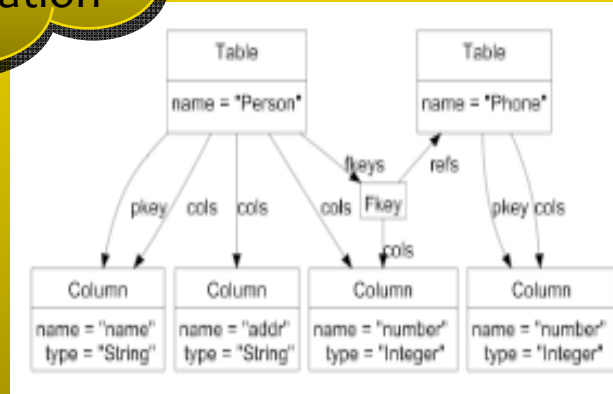 ation
Table
name = "Person"
Table
name = "Phone"
fkeys
refs
pkey
cols
cols
cols
Fkey
pkey
cols
cols
Column
name = "name"
type = "String"
Column
name = "addr"
type = "String"
Column
name = "number"
type = "Integer"
Column
name = "number"
type = "Integer"